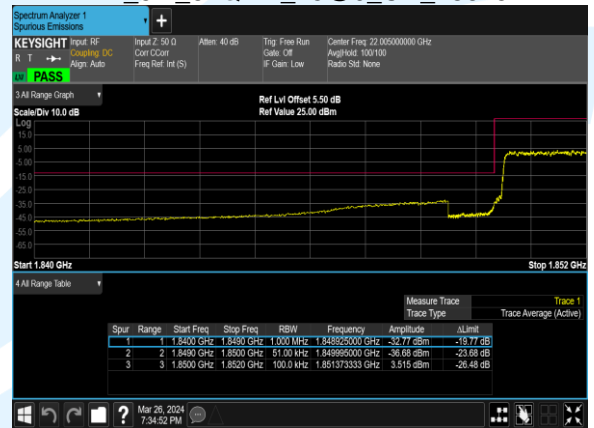 Spectrum Analyzer 1
Spurious Emissions
KEYSIGHT Input: RF Input Z: 50 Ω Atten: 40 dB Trig: Free Run Center Freq: 22.005000000 GHz
R T Coupling: DC Corr CCorr Gate: Off Avg|Hold: 100/100
Align: Auto Freq Ref: Int (S) IF Gain: Low Radio Std: None
LV PASS
3 All Range Graph
Ref Lvl Offset 5.50 dB
Scale/Div 10.0 dB Ref Value 25.00 dBm
Log
15.0
5.00
-5.00
-15.0
-25.0
-35.0
-45.0
-55.0
-65.0
Start 1.840 GHz Stop 1.852 GHz
4 All Range Table
Measure Trace Trace 1
Trace Type Trace Average (Active)
Spur Range Start Freq Stop Freq RBW Frequency Amplitude ΔLimit
1 1 1.8400 GHz 1.8490 GHz 1.000 MHz 1.848925000 GHz -32.77 dBm -19.77 dB
2 2 1.8490 GHz 1.8500 GHz 51.00 kHz 1.849995000 GHz -36.68 dBm -23.68 dB
3 3 1.8500 GHz 1.8520 GHz 100.0 kHz 1.851373333 GHz 3.515 dBm -26.48 dB
Mar 26, 2024
7:34:52 PM